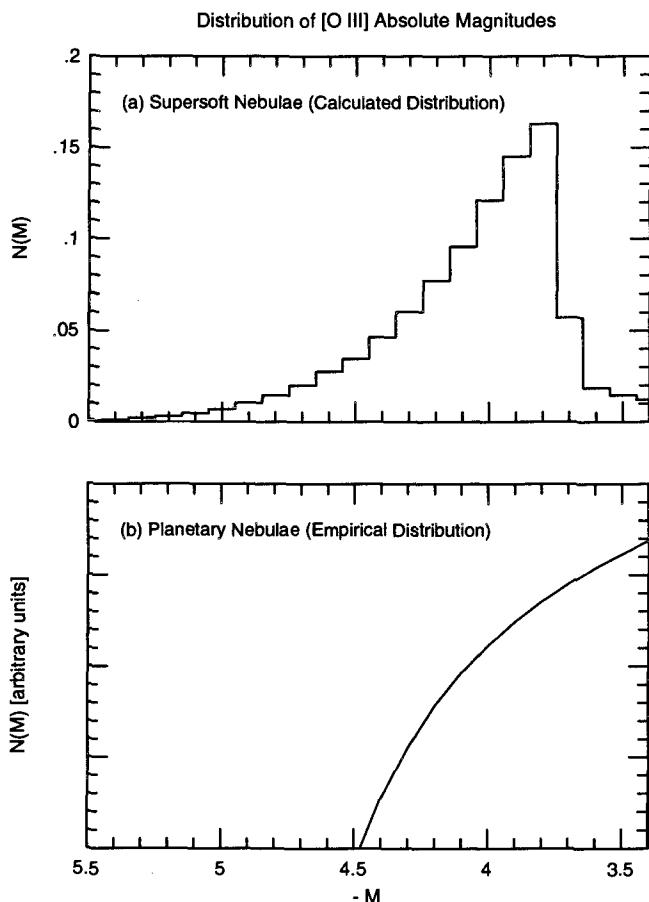 Distribution of [O III] Absolute Magnitudes
.2
(a) Supersoft Nebulae (Calculated Distribution)
.15
N(M)
.1
.05
0
(b) Planetary Nebulae (Empirical Distribution)
N(M) [arbitrary units]
5.5 5 4.5 4 3.5
- M